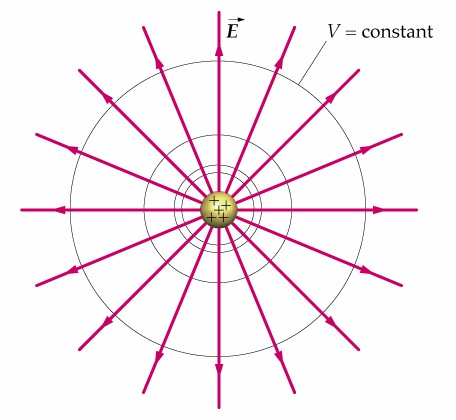 E V = constant
+ +
+
+ +